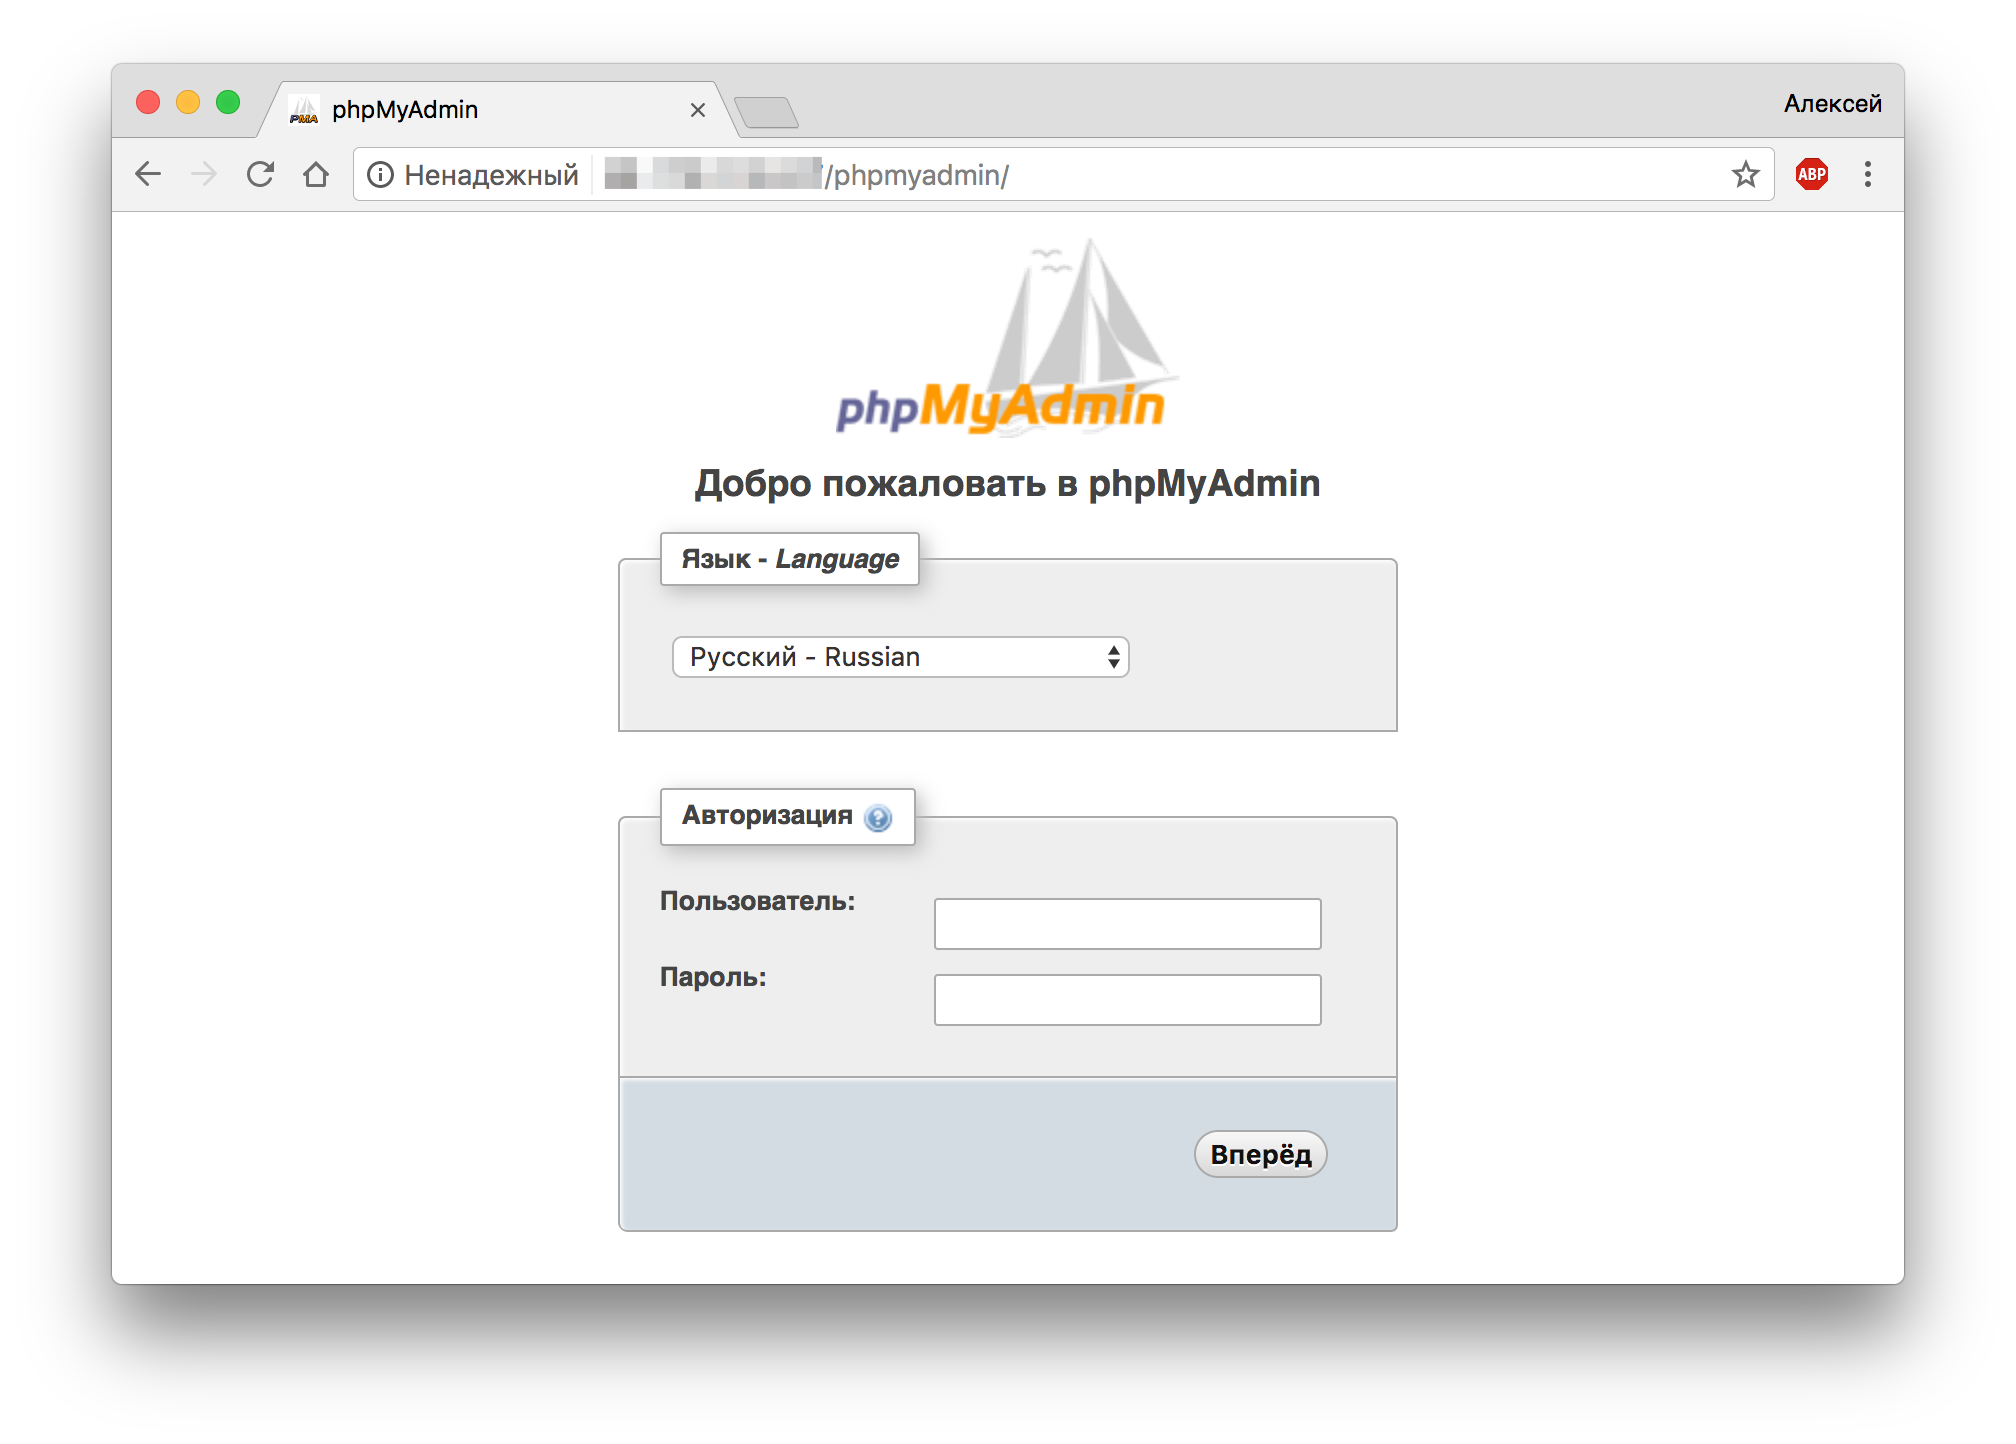 phpMyAdmin
Алексей
Ненадежный
/phpmyadmin/
ABP
phpMyAdmin
Добро пожаловать в phpMyAdmin
Язык - Language
Русский - Russian
Авторизация
Пользователь:
Пароль:
Вперёд